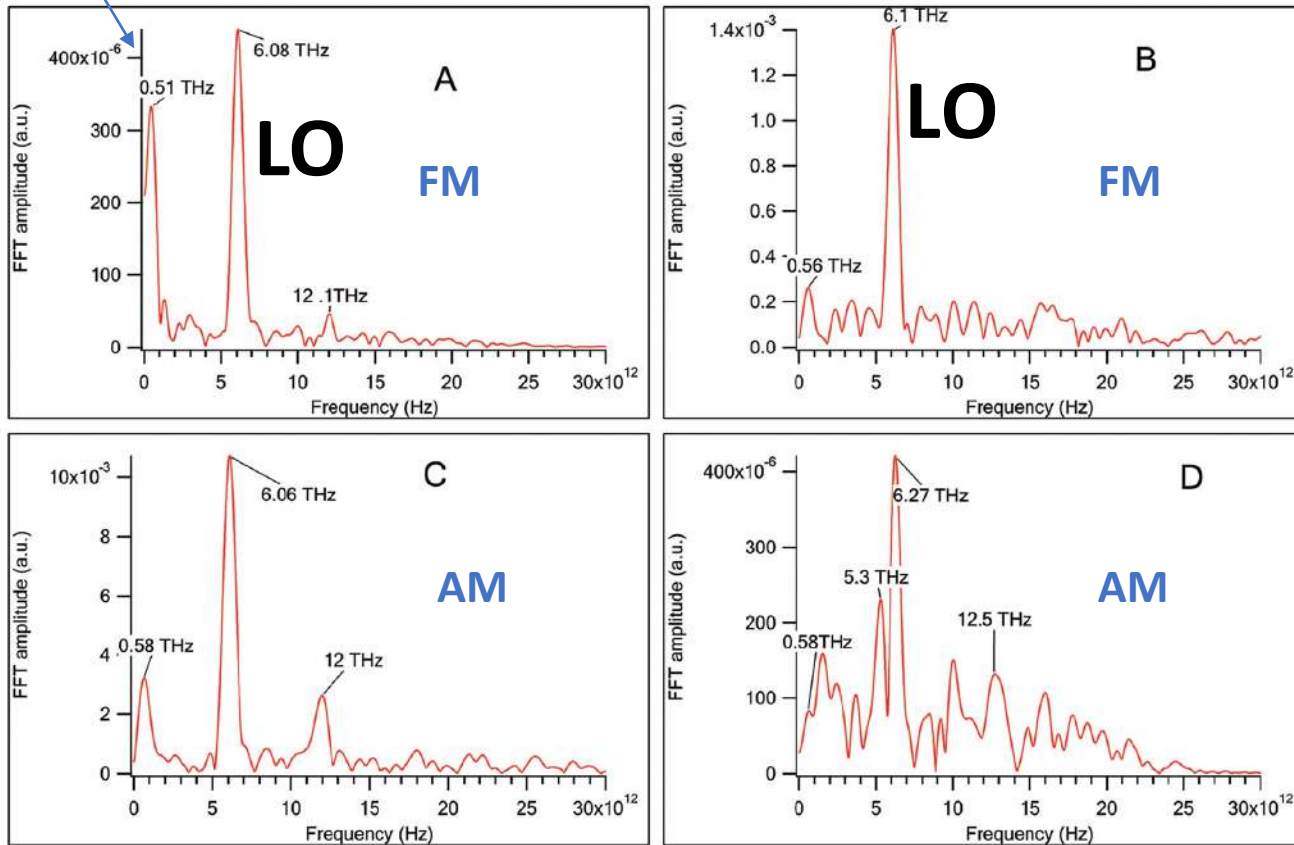 400x10⁻⁶
6.08 THz
0.51 THz
A
LO
FM
12 .1THz
300
200
100
0
FFT amplitude (a.u.)
0 5 10 15 20 25 30x10¹²
Frequency (Hz)
1.4x10⁻³
6.1 THz
B
LO
FM
0.56 THz
1.2
1.0
0.8
0.6
0.4
0.2
0.0
FFT amplitude (a.u.)
0 5 10 15 20 25 30x10¹²
Frequency (Hz)
10x10⁻³
6.06 THz
C
AM
0.58 THz
12 THz
8
6
4
2
0
FFT amplitude (a.u.)
0 5 10 15 20 25 30x10¹²
Frequency (Hz)
400x10⁻⁶
6.27 THz
D
AM
5.3 THz
12.5 THz
0.58THz
300
200
100
0
FFT amplitude (a.u.)
0 5 10 15 20 25 30x10¹²
Frequency (Hz)